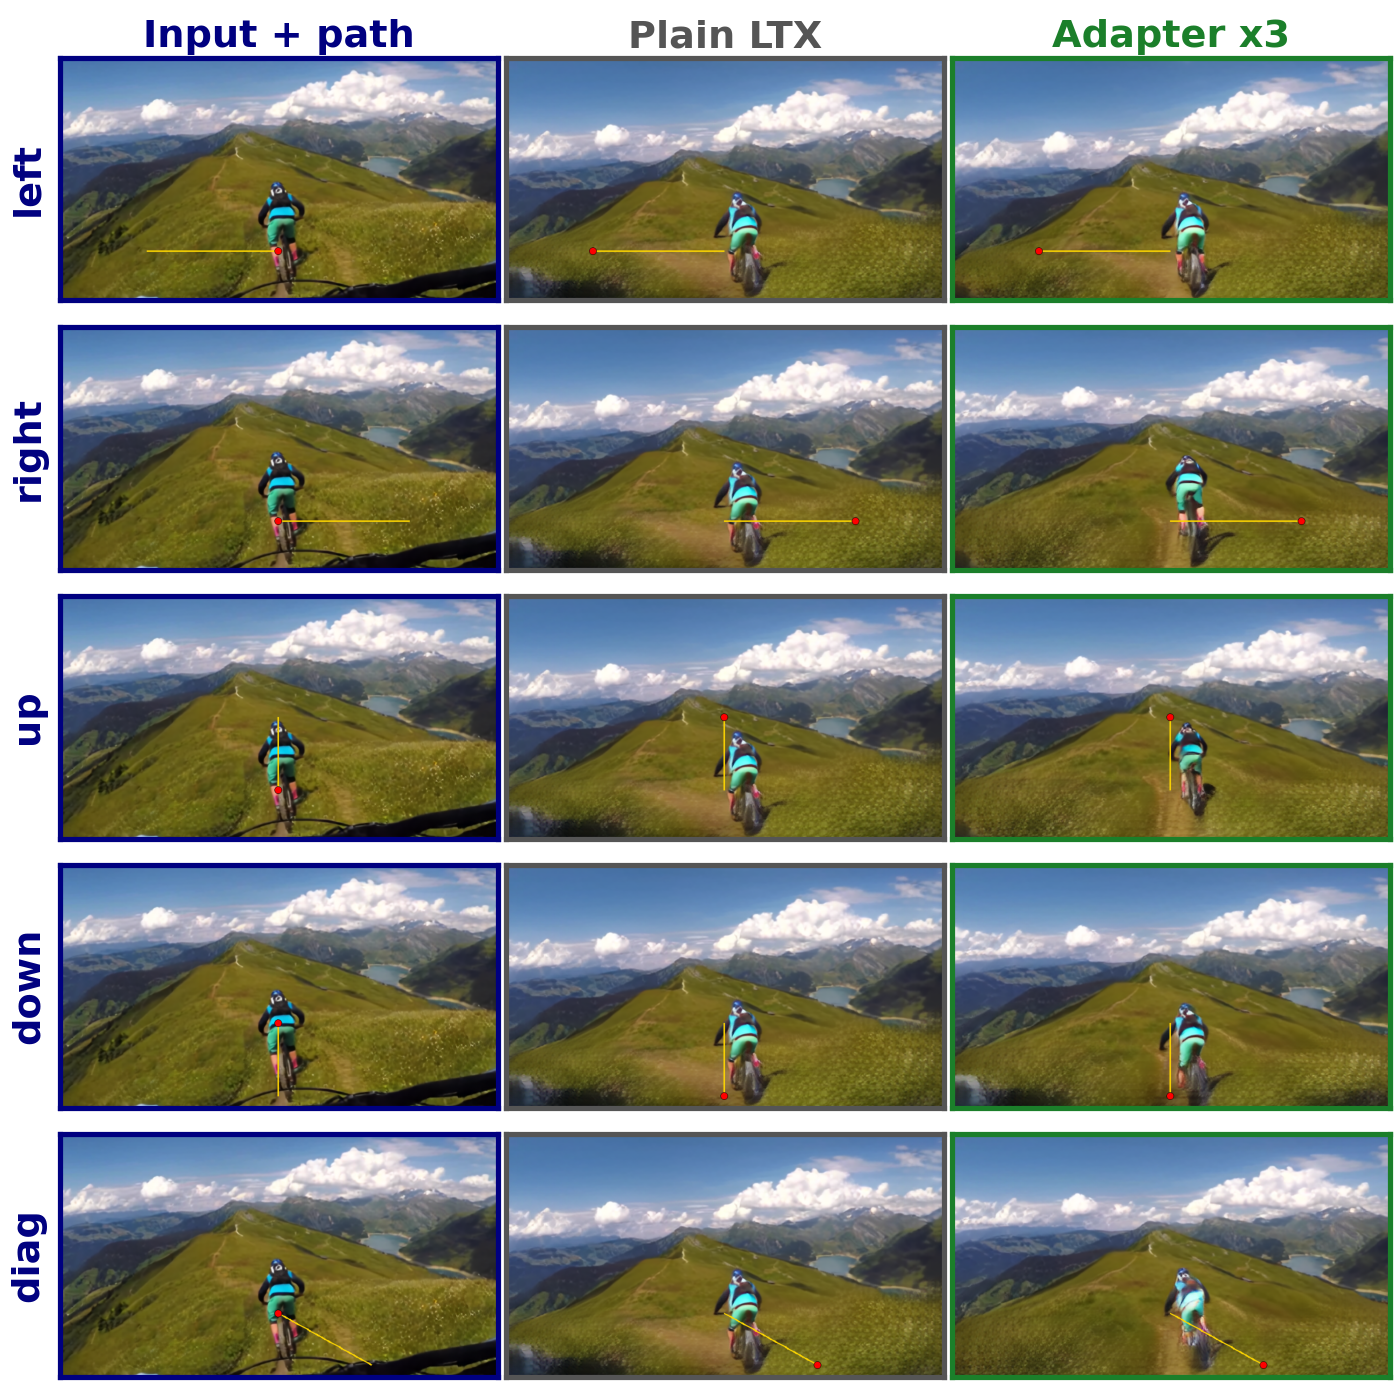 Input + path
Plain LTX
Adapter x3
left
right
up
down
diag